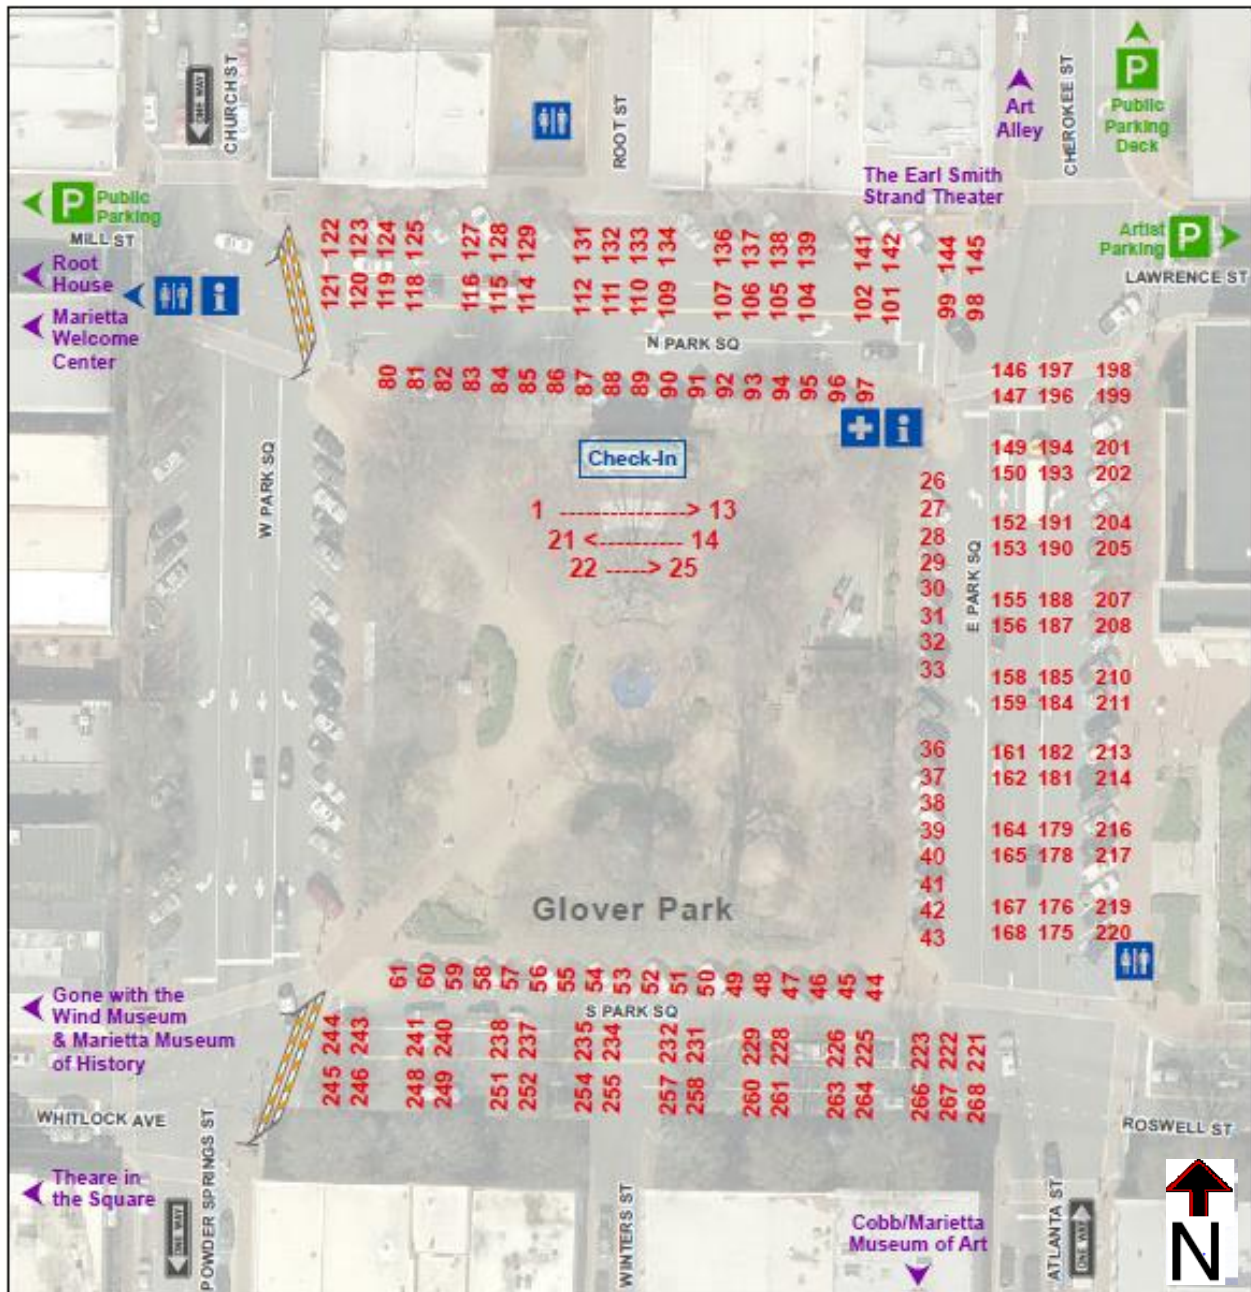 CHURCH ST
ONE WAY
ROOT ST
Art
Alley
CHEROKEE ST
P
Public
Parking
Deck
The Earl Smith
Strand Theater
P
Public
Parking
MILL ST
Artist
Parking
P
LAWRENCE ST
Root
House
i
Marietta
Welcome
Center
122 123 124 125 127 128 129 131 132 133 134 136 137 138 139 141 142 144 145
121 120 119 118 116 115 114 112 111 110 109 107 106 105 104 102 101 99 98
N PARK SQ
80 81 82 83 84 85 86 87 88 89 90 91 92 93 94 95 96 97
i
Check-In
1 --------------> 13
21 <------------ 14
22 -----> 25
W PARK SQ
E PARK SQ
26
27
28
29
30
31
32
33
36
37
38
39
40
41
42
43
146 197 198
147 196 199
149 194 201
150 193 202
152 191 204
153 190 205
155 188 207
156 187 208
158 185 210
159 184 211
161 182 213
162 181 214
164 179 216
165 178 217
167 176 219
168 175 220
Glover Park
61 60 59 58 57 56 55 54 53 52 51 50 49 48 47 46 45 44
S PARK SQ
244 243 241 240 238 237 235 234 232 231 229 228 226 225 223 222 221
245 246 248 249 251 252 254 255 257 258 260 261 263 264 266 267 268
Gone with the
Wind Museum
& Marietta Museum
of History
WHITLOCK AVE
ROSWELL ST
Theare in
the Square
ONE WAY
POWDER SPRINGS ST
WINTERS ST
Cobb/Marietta
Museum of Art
ATLANTA ST
ONE WAY
N